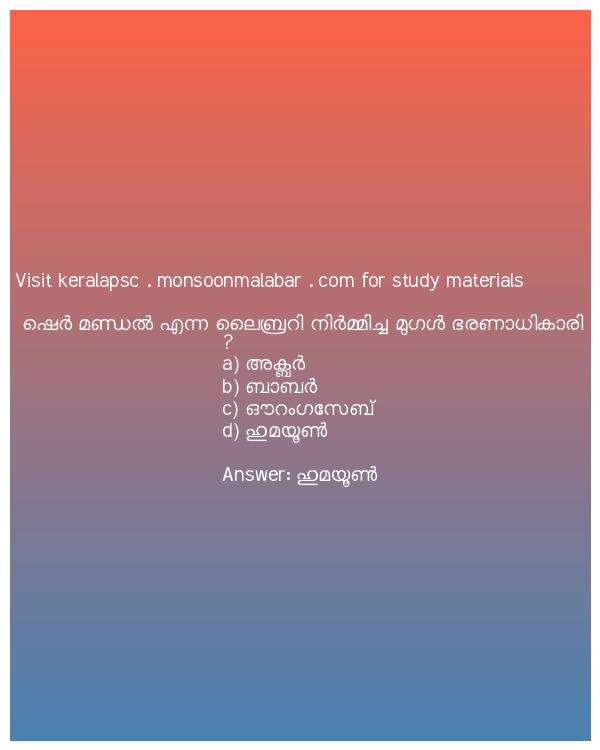 Visit keralapsc . monsoonmalabar . com for study materials
ഷെർ മണ്ഡൽ എന്ന ലൈബ്രറി നിർമ്മിച്ച മുഗൾ ഭരണാധികാരി
?
a) അക്ബർ
b) ബാബർ
c) ഔറംഗസേബ്
d) ഹുമയൂൺ
Answer: ഹുമയൂൺ